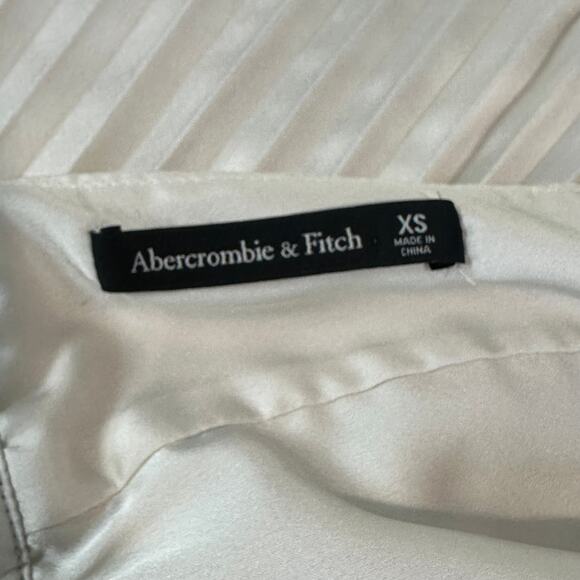 Abercrombie & Fitch
XS
MADE IN
CHINA